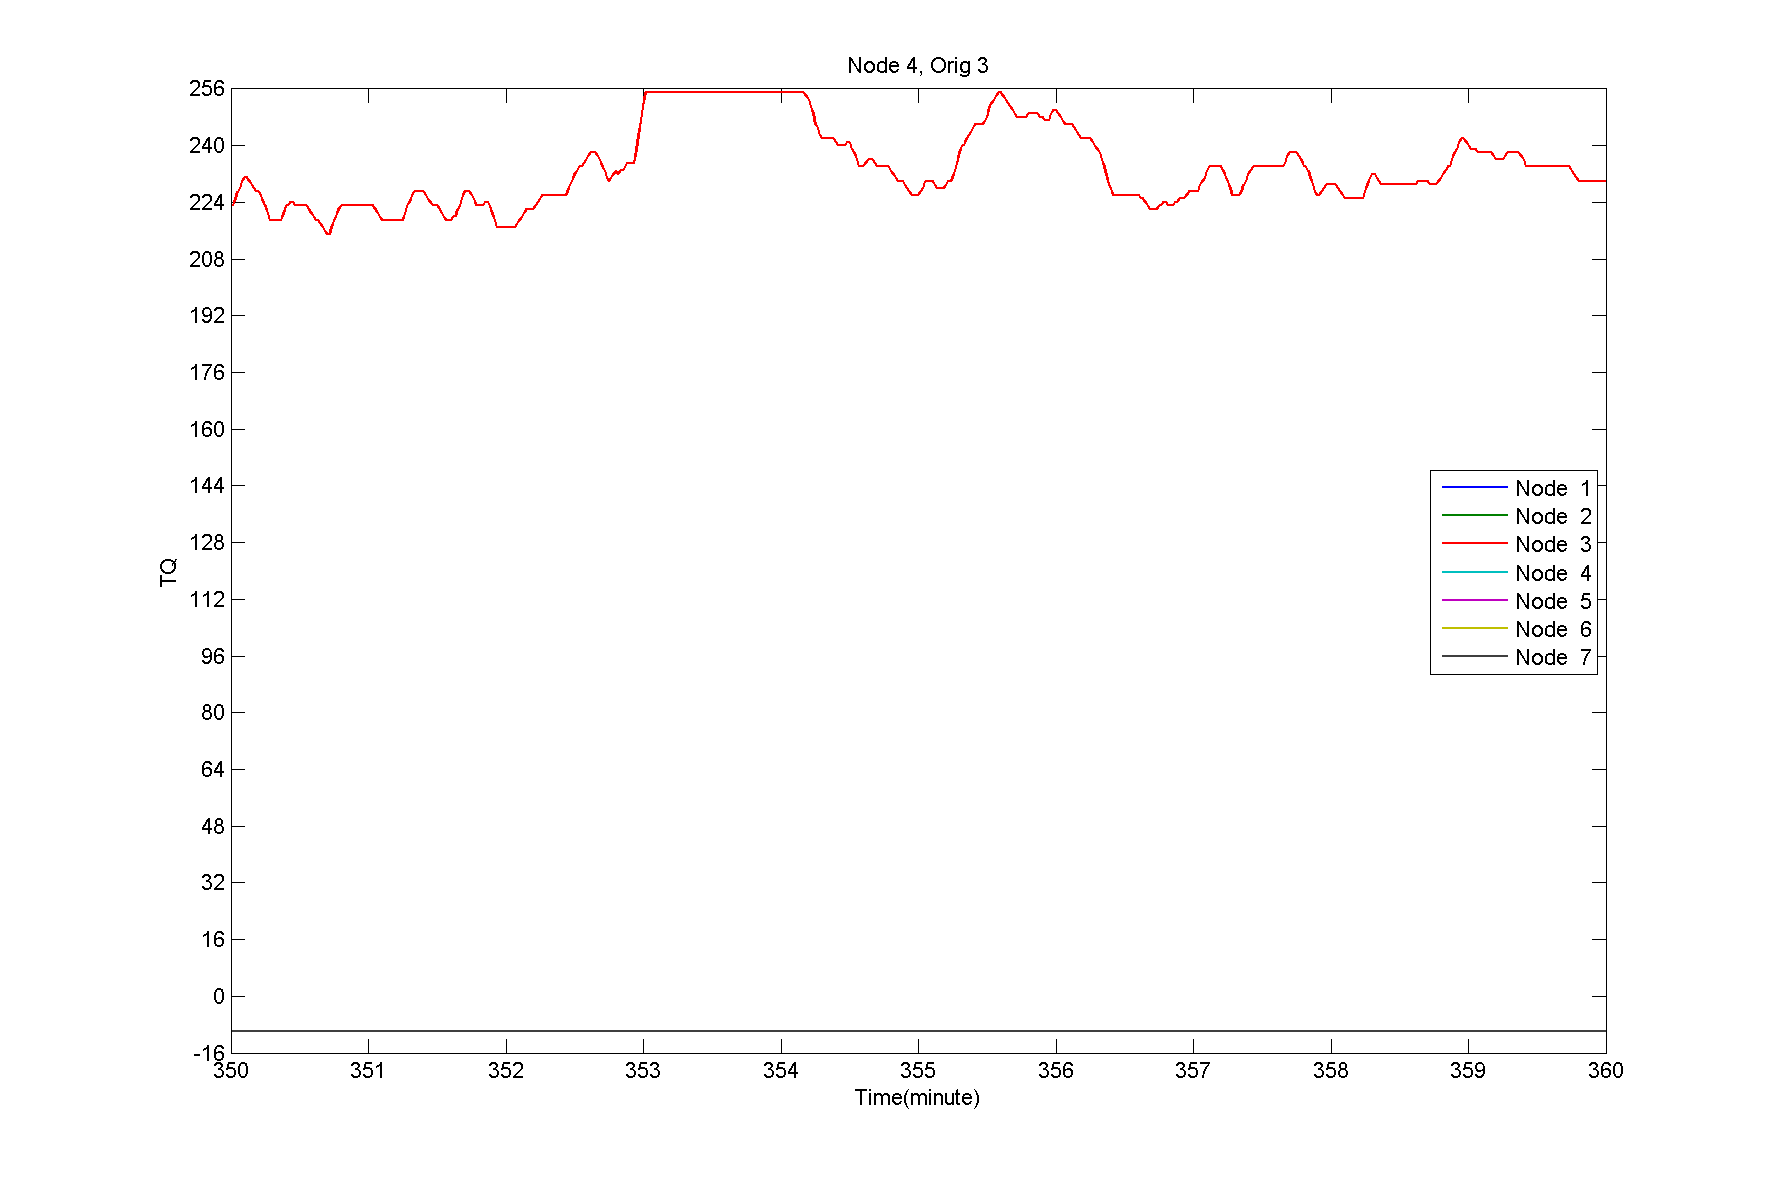 Node 4, Orig 3
256
240
224
208
192
176
160
144
128
112
96
80
64
48
32
16
0
-16
TQ
Node 1
Node 2
Node 3
Node 4
Node 5
Node 6
Node 7
350 351 352 353 354 355 356 357 358 359 360
Time(minute)